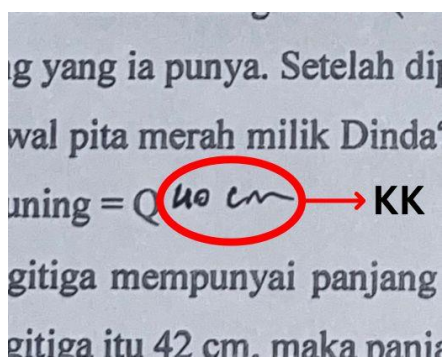 g yang ia punya. Setelah dip
wal pita merah milik Dinda
uning = Q 40 cm KK
gitiga mempunyai panjang
gitiga itu 42 cm, maka panja